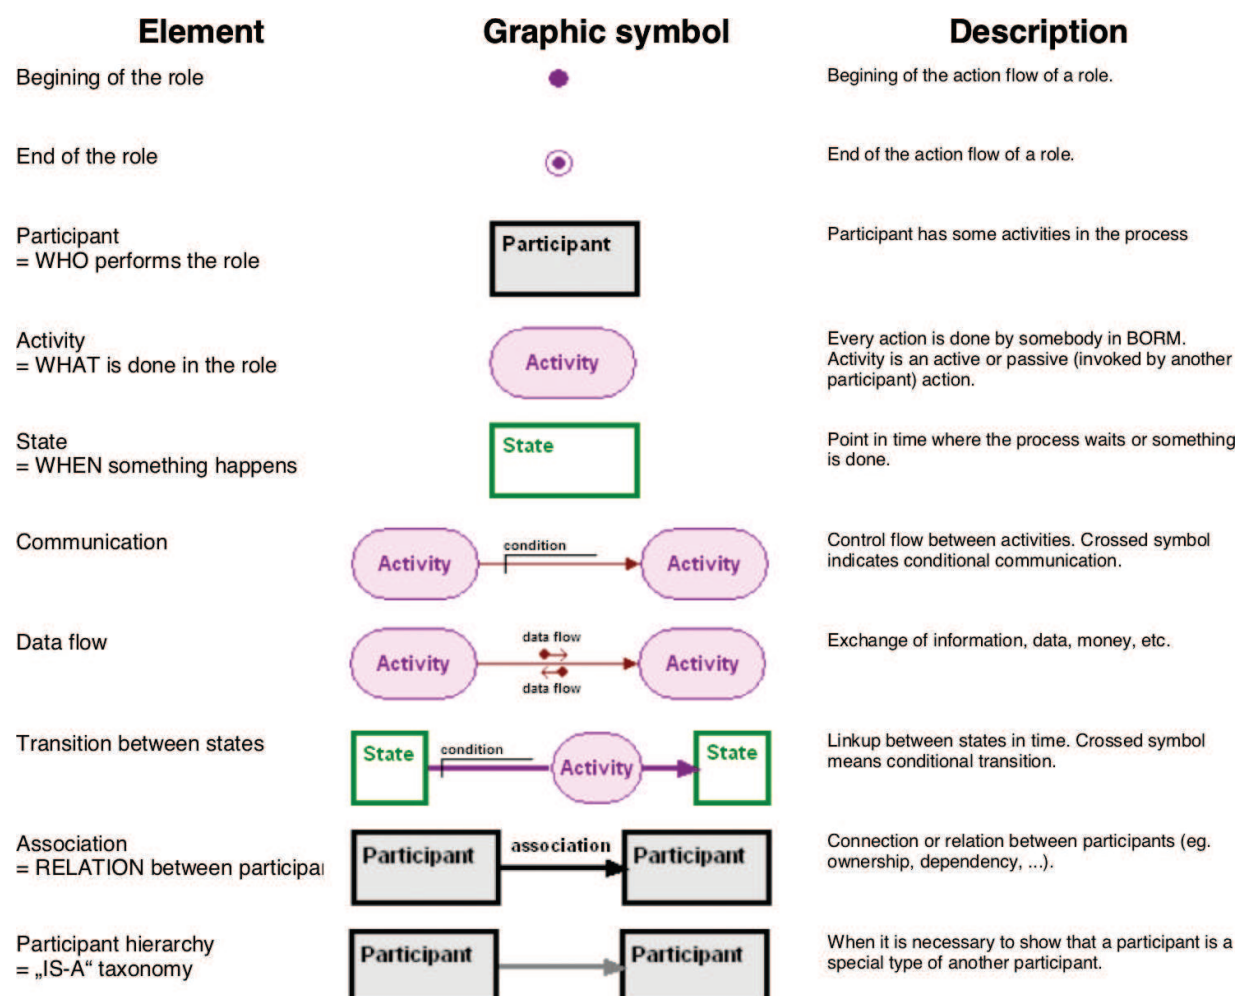 Element Graphic symbol Description
Begining of the role
Begining of the action flow of a role.
End of the role
End of the action flow of a role.
Participant
= WHO performs the role
Participant
Participant has some activities in the process
Activity
= WHAT is done in the role
Activity
Every action is done by somebody in BORM.
Activity is an active or passive (invoked by another
participant) action.
State
= WHEN something happens
State
Point in time where the process waits or something
is done.
Communication
Activity condition Activity
Control flow between activities. Crossed symbol
indicates conditional communication.
Data flow
data flow
Activity Activity
data flow
Exchange of information, data, money, etc.
Transition between states
State condition Activity State
Linkup between states in time. Crossed symbol
means conditional transition.
Association
= RELATION between participa
Participant association Participant
Connection or relation between participants (eg.
ownership, dependency, ...).
Participant hierarchy
= „IS-A“ taxonomy
Participant Participant
When it is necessary to show that a participant is a
special type of another participant.